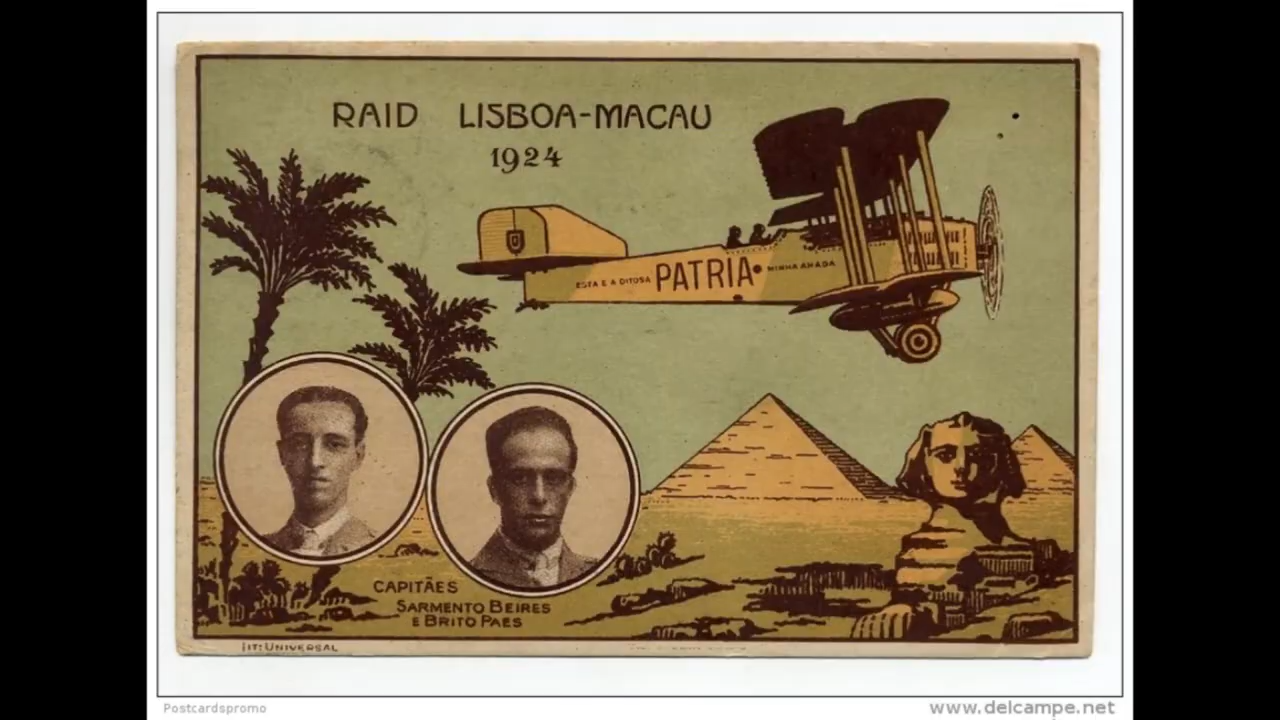 RAID LISBOA-MACAU
1924
ESTA E A DITOSA PATRIA MINHA AMADA
CAPITÃES
SARMENTO BEIRES
E BRITO PAES
LIT: UNIVERSAL
Postcardspromo
www.delcampe.net